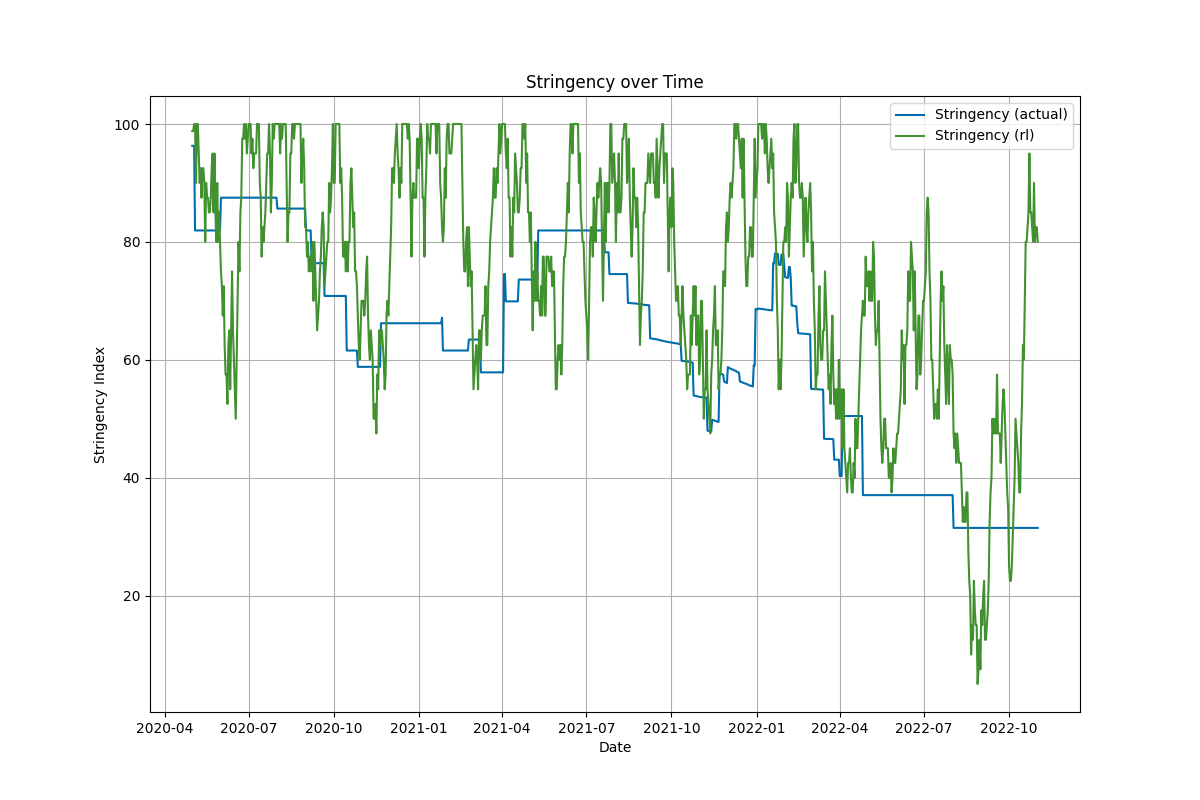 Stringency over Time
Stringency (actual)
Stringency (rl)
100
80
60
40
20
Stringency Index
2020-04 2020-07 2020-10 2021-01 2021-04 2021-07 2021-10 2022-01 2022-04 2022-07 2022-10
Date